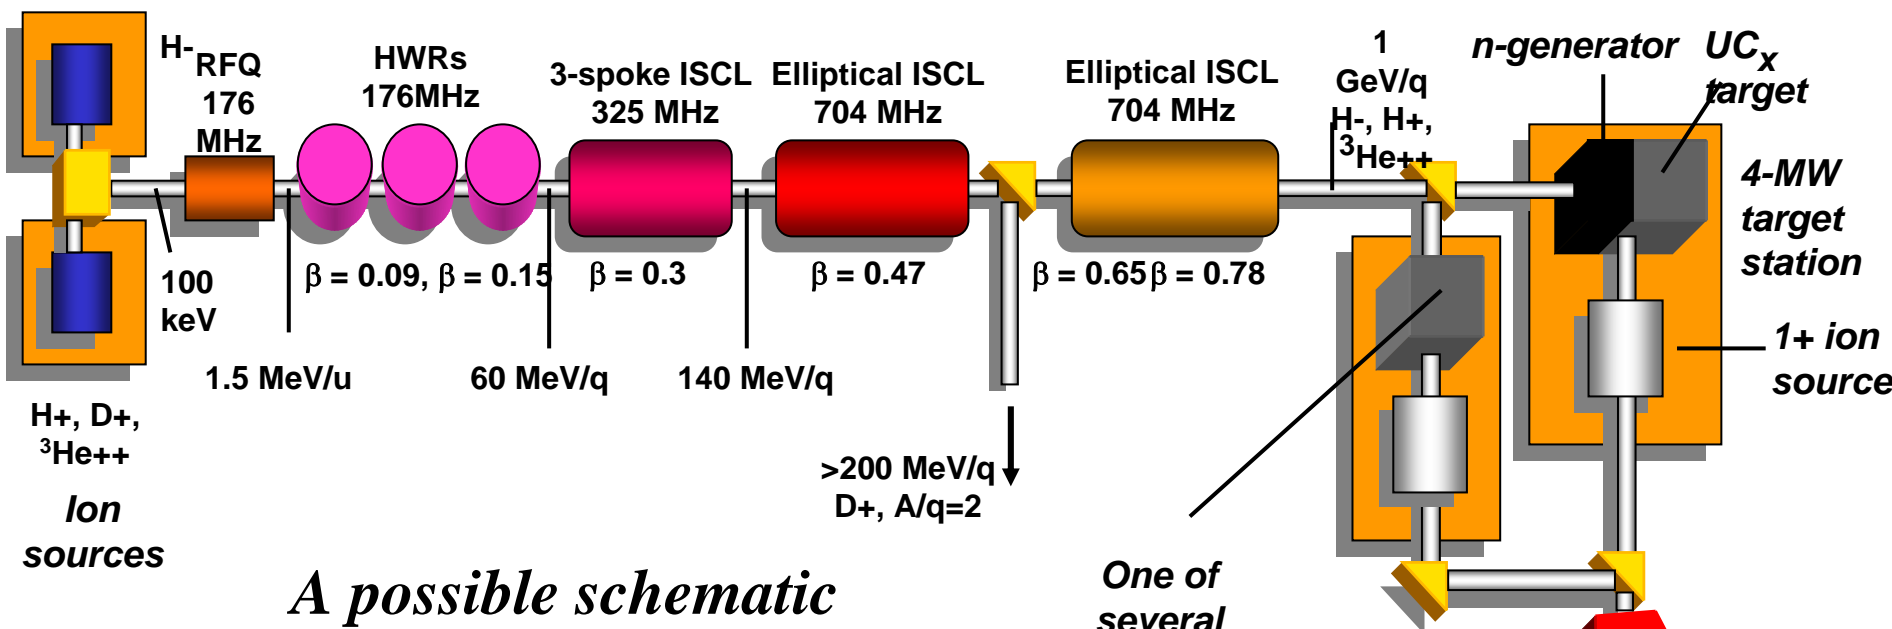 H-
RFQ
176
MHz
HWRs
176MHz
3-spoke ISCL
325 MHz
Elliptical ISCL
704 MHz
Elliptical ISCL
704 MHz
1
GeV/q
H-, H+,
³He++
n-generator
UCₓ
target
4-MW
target
station
1+ ion
source
β = 0.09, β = 0.15
β = 0.3
β = 0.47
β = 0.65
β = 0.78
100
keV
1.5 MeV/u
60 MeV/q
140 MeV/q
H+, D+,
³He++
Ion
sources
>200 MeV/q
D+, A/q=2
A possible schematic
One of
several